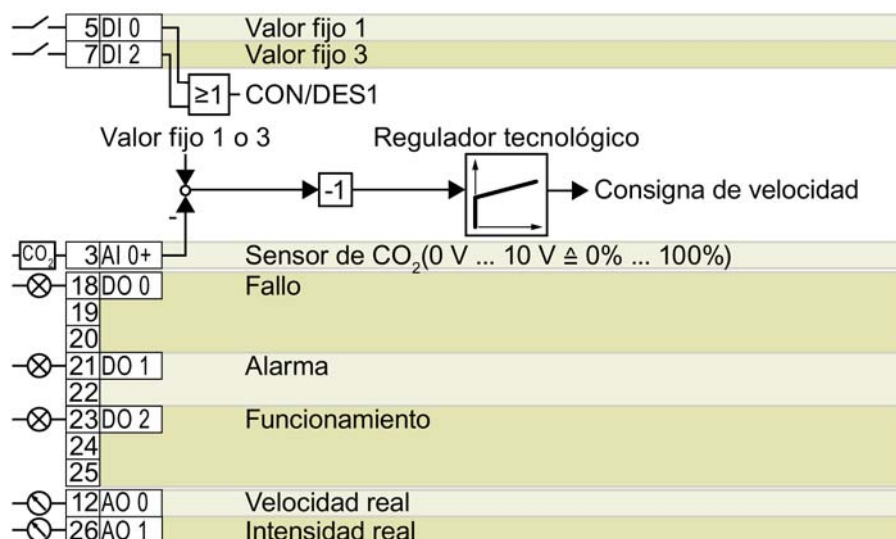 5 DI 0 Valor fijo 1
7 DI 2 Valor fijo 3
≥1 CON/DES1
Valor fijo 1 o 3 Regulador tecnológico
-1 Consigna de velocidad
-
CO₂ 3 AI 0+ Sensor de CO₂(0 V ... 10 V ≙ 0% ... 100%)
18 DO 0 Fallo
19
20
21 DO 1 Alarma
22
23 DO 2 Funcionamiento
24
25
12 AO 0 Velocidad real
26 AO 1 Intensidad real